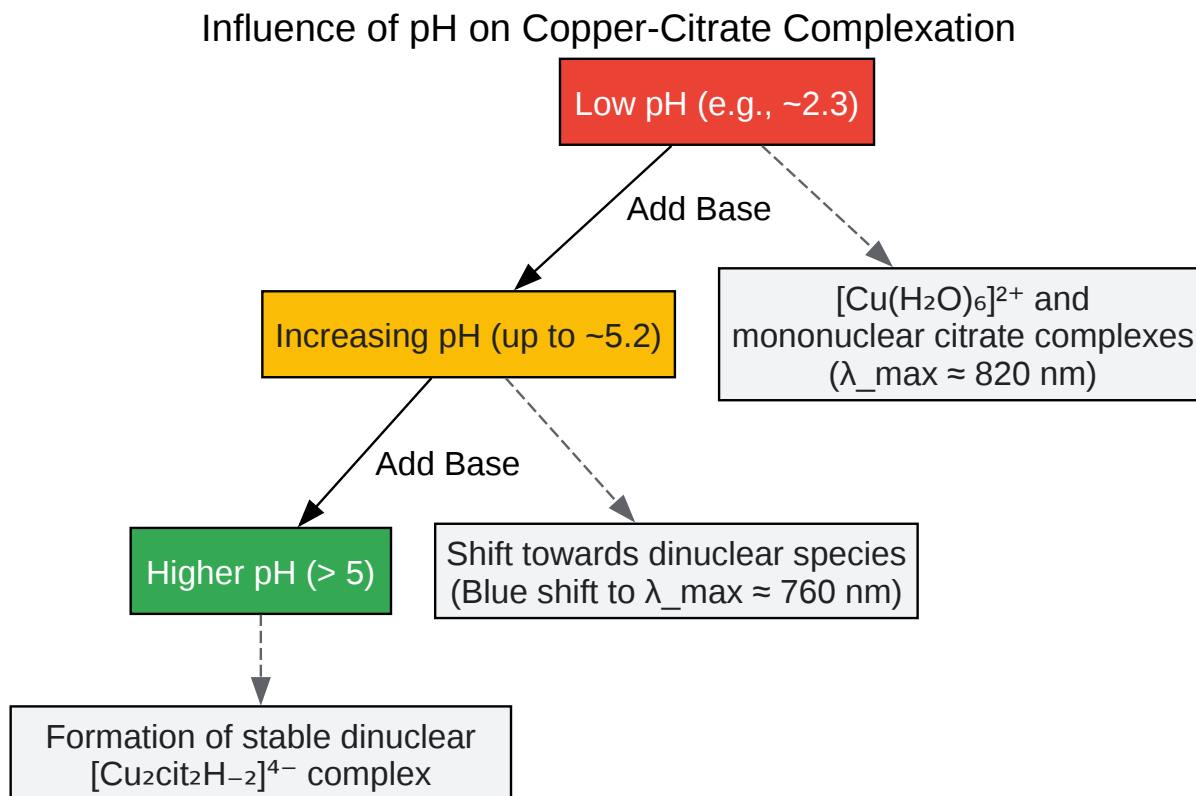 Influence of pH on Copper-Citrate Complexation
Low pH (e.g., ~2.3)
Add Base
[Cu(H₂O)₆]²⁺ and
mononuclear citrate complexes
(λ_max ≈ 820 nm)
Increasing pH (up to ~5.2)
Add Base
Shift towards dinuclear species
(Blue shift to λ_max ≈ 760 nm)
Higher pH (> 5)
Formation of stable dinuclear
[Cu₂cit₂H₋₂]⁴⁻ complex